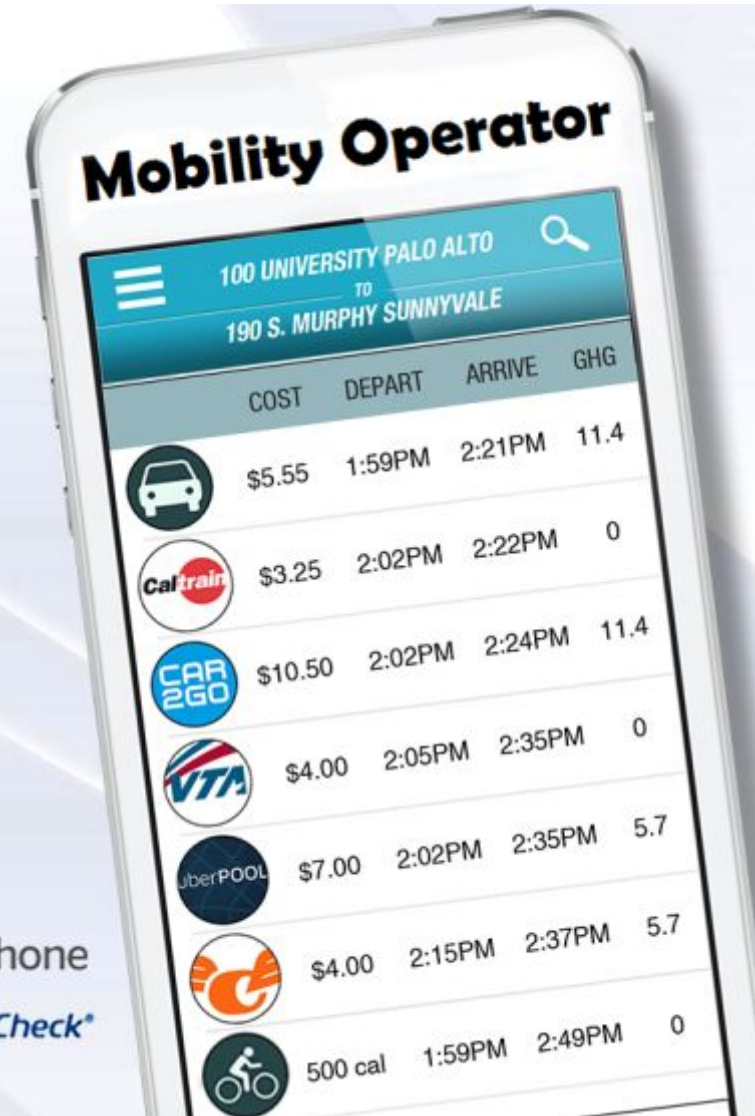 Mobility Operator
100 UNIVERSITY PALO ALTO
TO
190 S. MURPHY SUNNYVALE
COST DEPART ARRIVE GHG
$5.55 1:59PM 2:21PM 11.4
Caltrain $3.25 2:02PM 2:22PM 0
CAR
2GO
$10.50 2:02PM 2:24PM 11.4
VTA $4.00 2:05PM 2:35PM 0
uberPOOL $7.00 2:02PM 2:35PM 5.7
$4.00 2:15PM 2:37PM 5.7
500 cal 1:59PM 2:49PM 0
hone
Check®